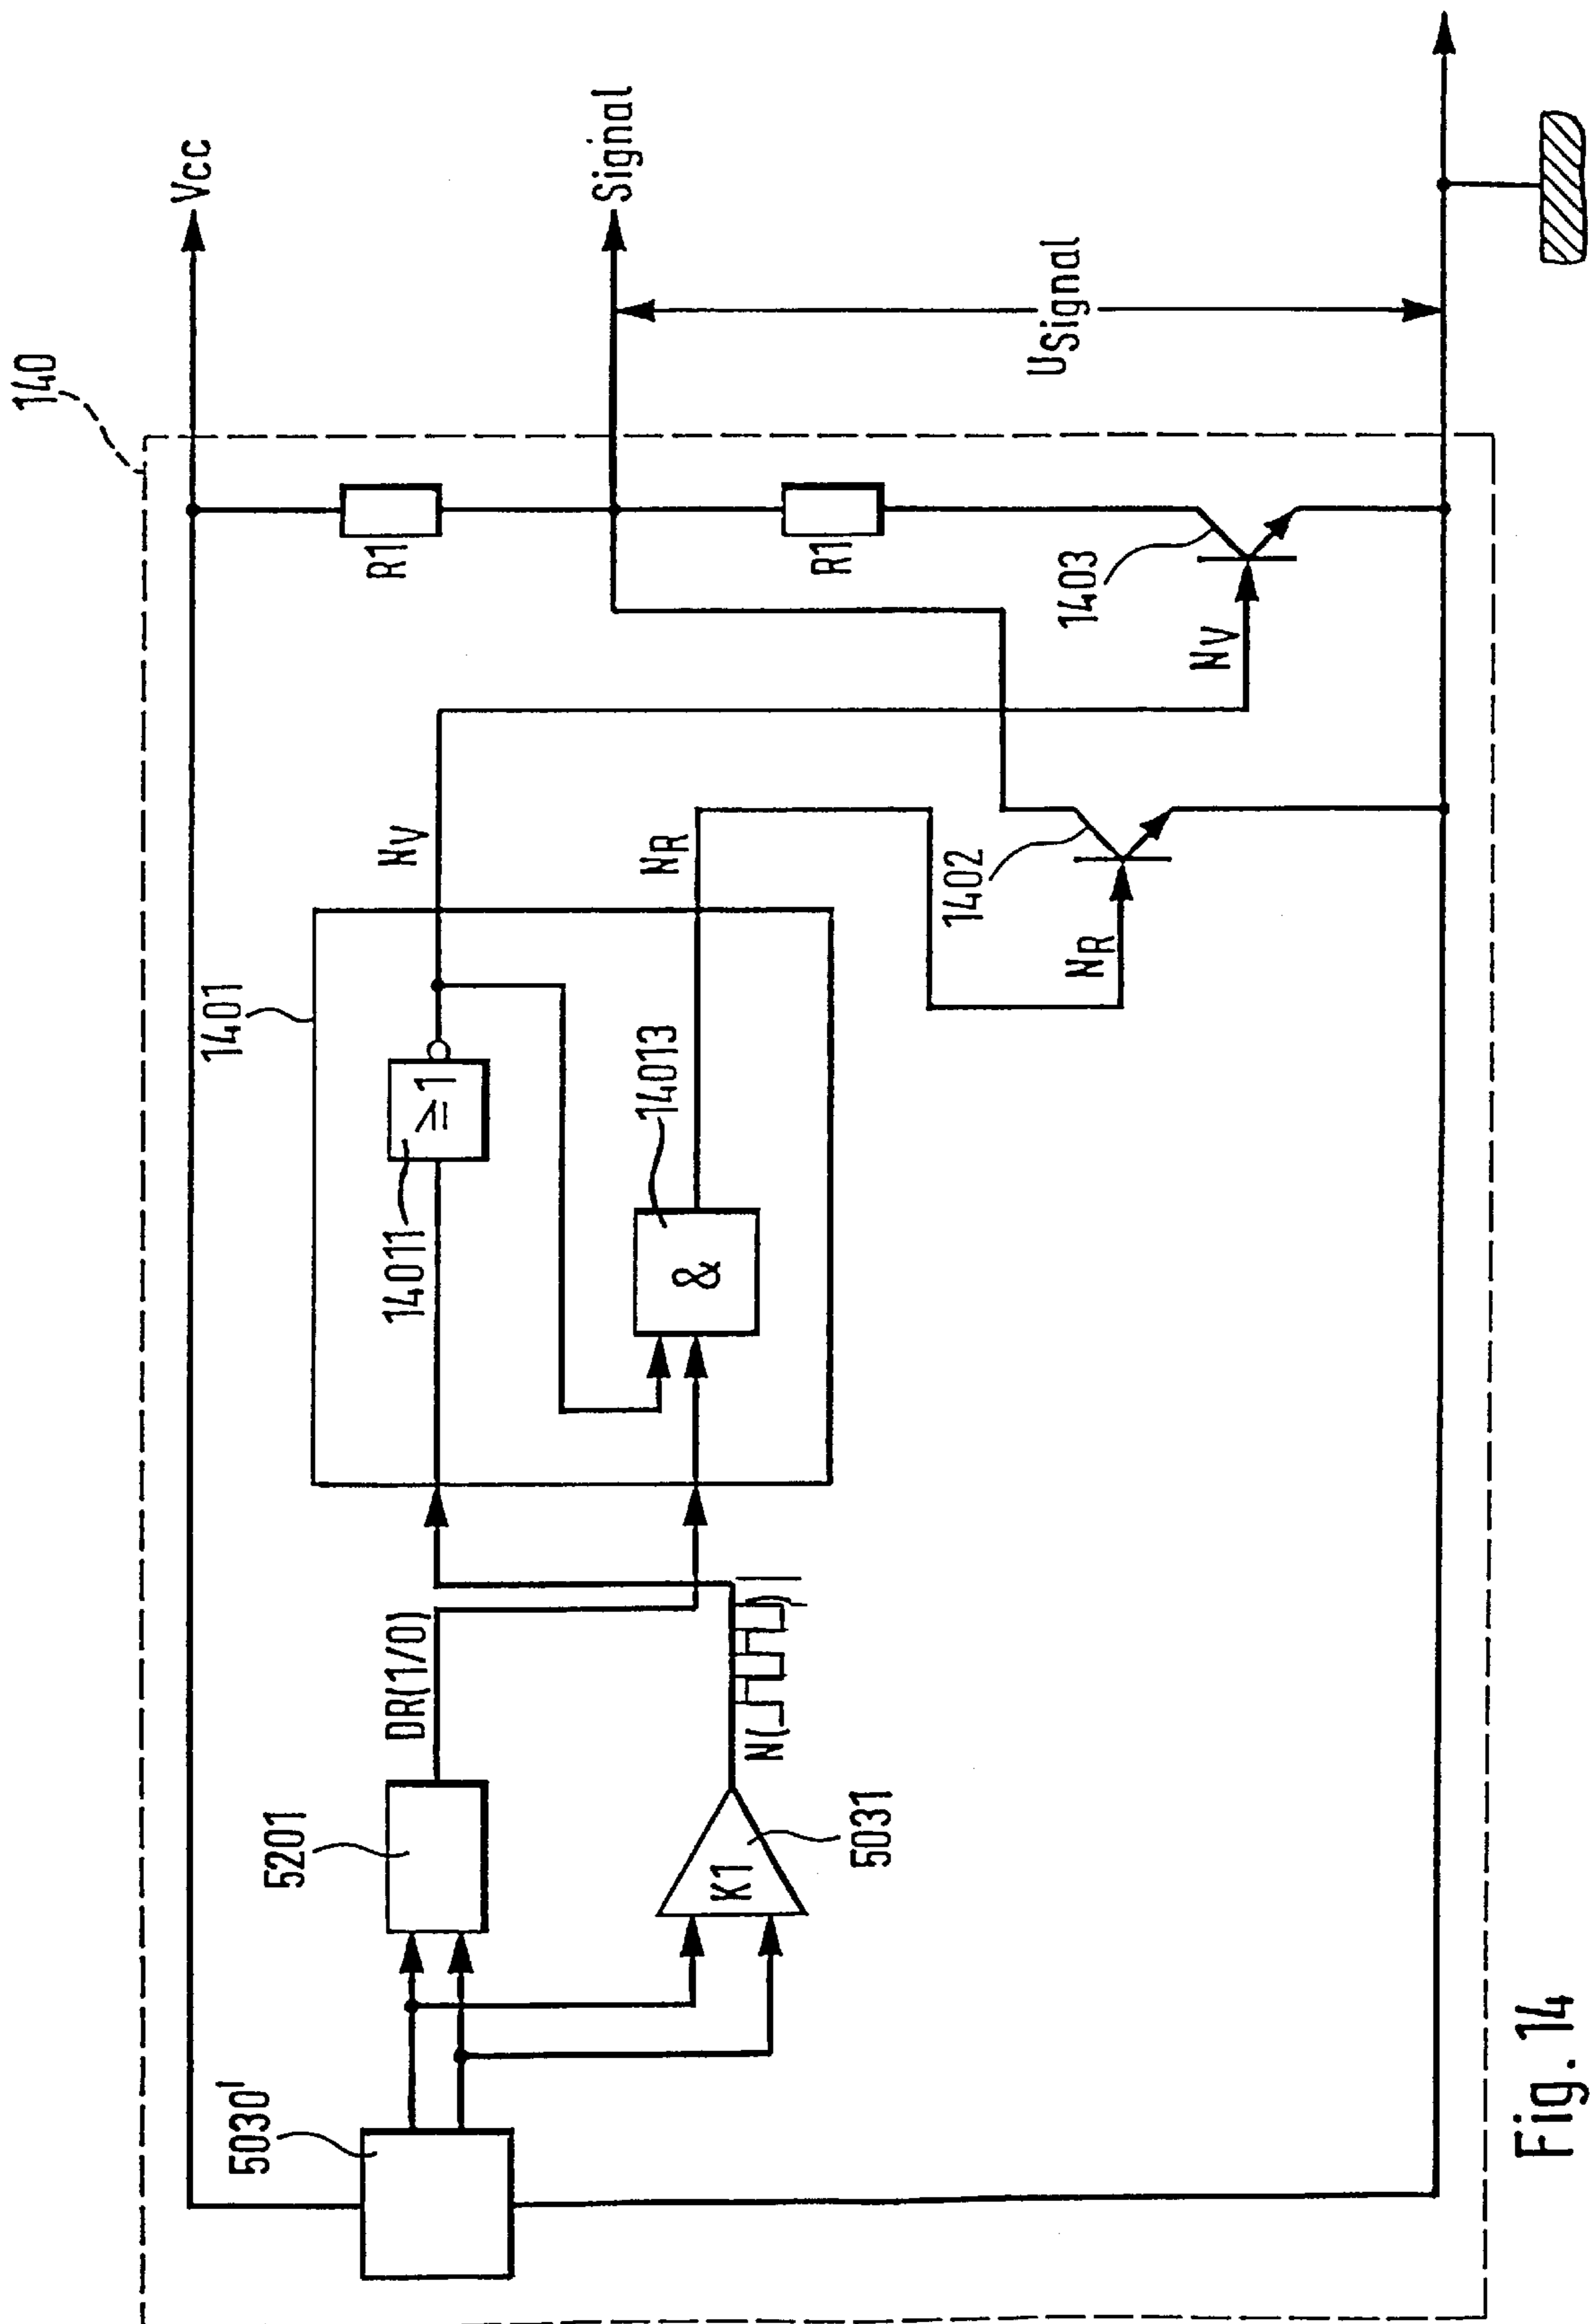 140
Vcc
Signal
USignal
R1
R1
1403
NV
NV
NR
1402
NR
1401
14011
≥1
14013
&
DR(1/0)
N(
)
5201
K1
5031
5030'
Fig. 14